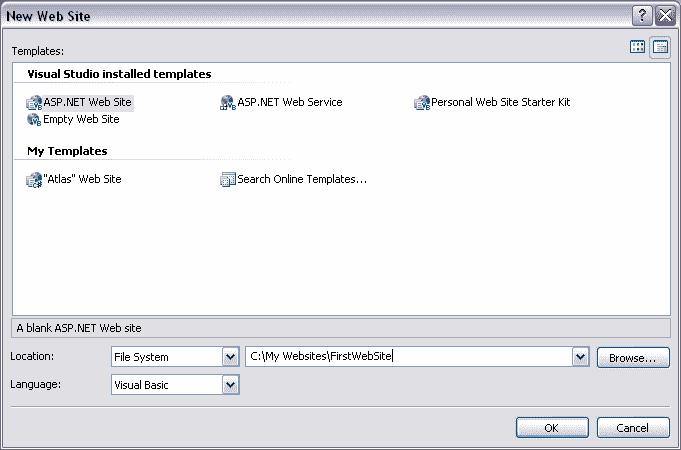 New Web Site
Templates:
Visual Studio installed templates
ASP.NET Web Site ASP.NET Web Service Personal Web Site Starter Kit
Empty Web Site
My Templates
"Atlas" Web Site Search Online Templates...
A blank ASP.NET Web site
Location: File System C:\My Websites\FirstWebSite Browse...
Language: Visual Basic
OK Cancel